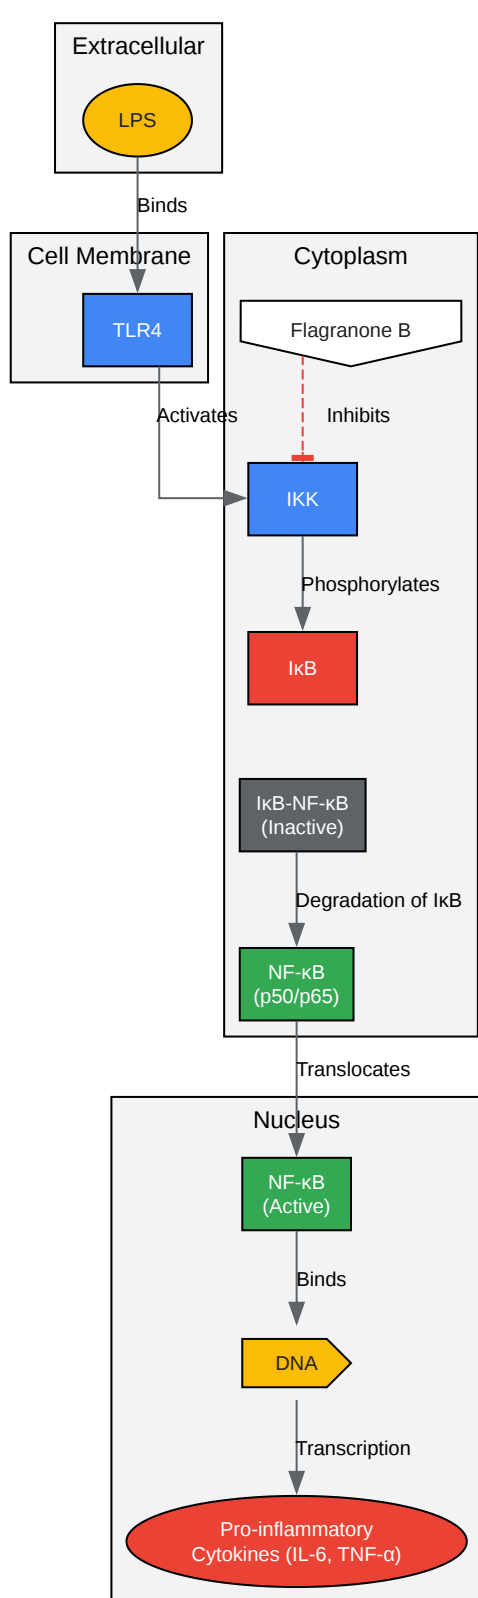 Extracellular
LPS
Binds
Cell Membrane
TLR4
Activates
Cytoplasm
Flagranone B
Inhibits
IKK
Phosphorylates
IκB
IκB-NF-κB
(Inactive)
Degradation of IκB
NF-κB
(p50/p65)
Translocates
Nucleus
NF-κB
(Active)
Binds
DNA
Transcription
Pro-inflammatory
Cytokines (IL-6, TNF-α)